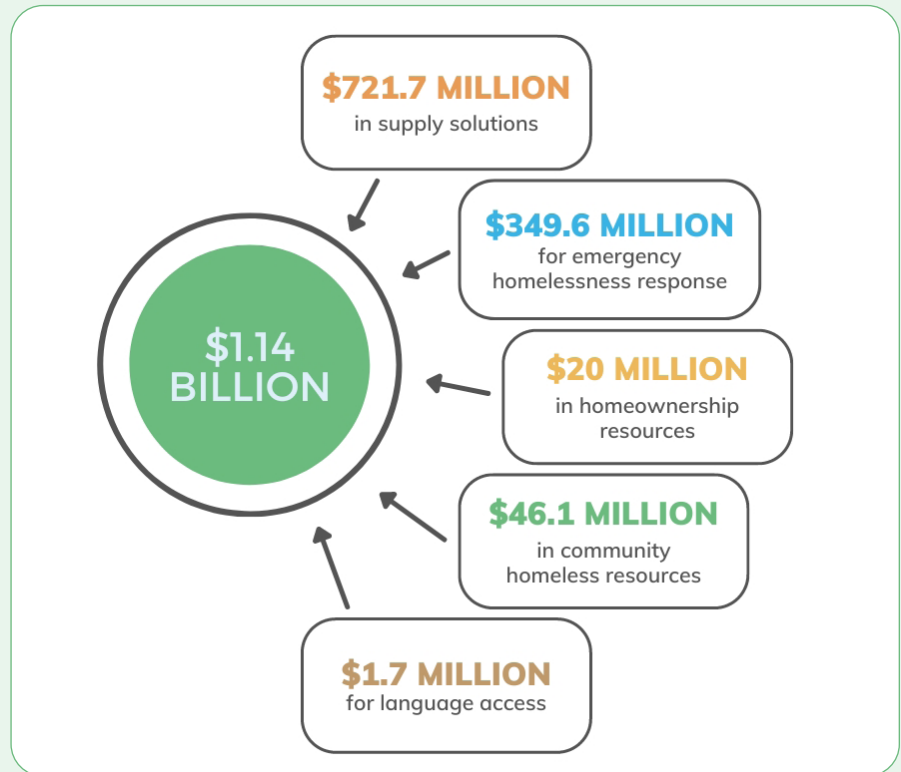 $721.7 MILLION
in supply solutions
$349.6 MILLION
for emergency
homelessness response
$1.14
BILLION
$20 MILLION
in homeownership
resources
$46.1 MILLION
in community
homeless resources
$1.7 MILLION
for language access